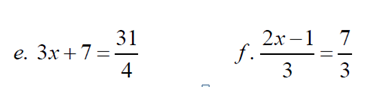 e. 3x + 7 = 31/4
f. (2x − 1)/3 = 7/3